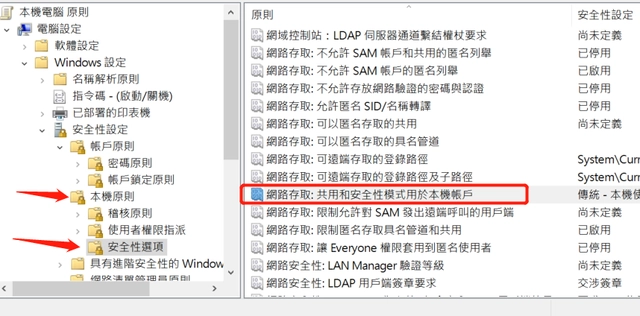 本機電腦 原則
電腦設定
軟體設定
Windows 設定
名稱解析原則
指令碼 - (啟動/關機)
已部署的印表機
安全性設定
帳戶原則
密碼原則
帳戶鎖定原則
本機原則
稽核原則
使用者權限指派
安全性選項
具有進階安全性的 Window
網路清單管理員原則
原則
安全性設定
網域控制站：LDAP 伺服器通道繫結權杖要求
尚未定義
網路存取: 不允許 SAM 帳戶和共用的匿名列舉
已停用
網路存取: 不允許 SAM 帳戶的匿名列舉
已啟用
網路存取: 不允許存放網路驗證的密碼與認證
已停用
網路存取: 允許匿名 SID/名稱轉譯
已停用
網路存取: 可以匿名存取的共用
尚未定義
網路存取: 可以匿名存取的具名管道
網路存取: 可遠端存取的登錄路徑
System\Curr
網路存取: 可遠端存取的登錄路徑及子路徑
System\Curr
網路存取: 共用和安全性模式用於本機帳戶
傳統 - 本機使
網路存取: 限制允許對 SAM 發出遠端呼叫的用戶端
尚未定義
網路存取: 限制匿名存取具名管道和共用
已啟用
網路存取: 讓 Everyone 權限套用到匿名使用者
已停用
網路安全性: LAN Manager 驗證等級
尚未定義
網路安全性: LDAP 用戶端簽章要求
交涉簽章